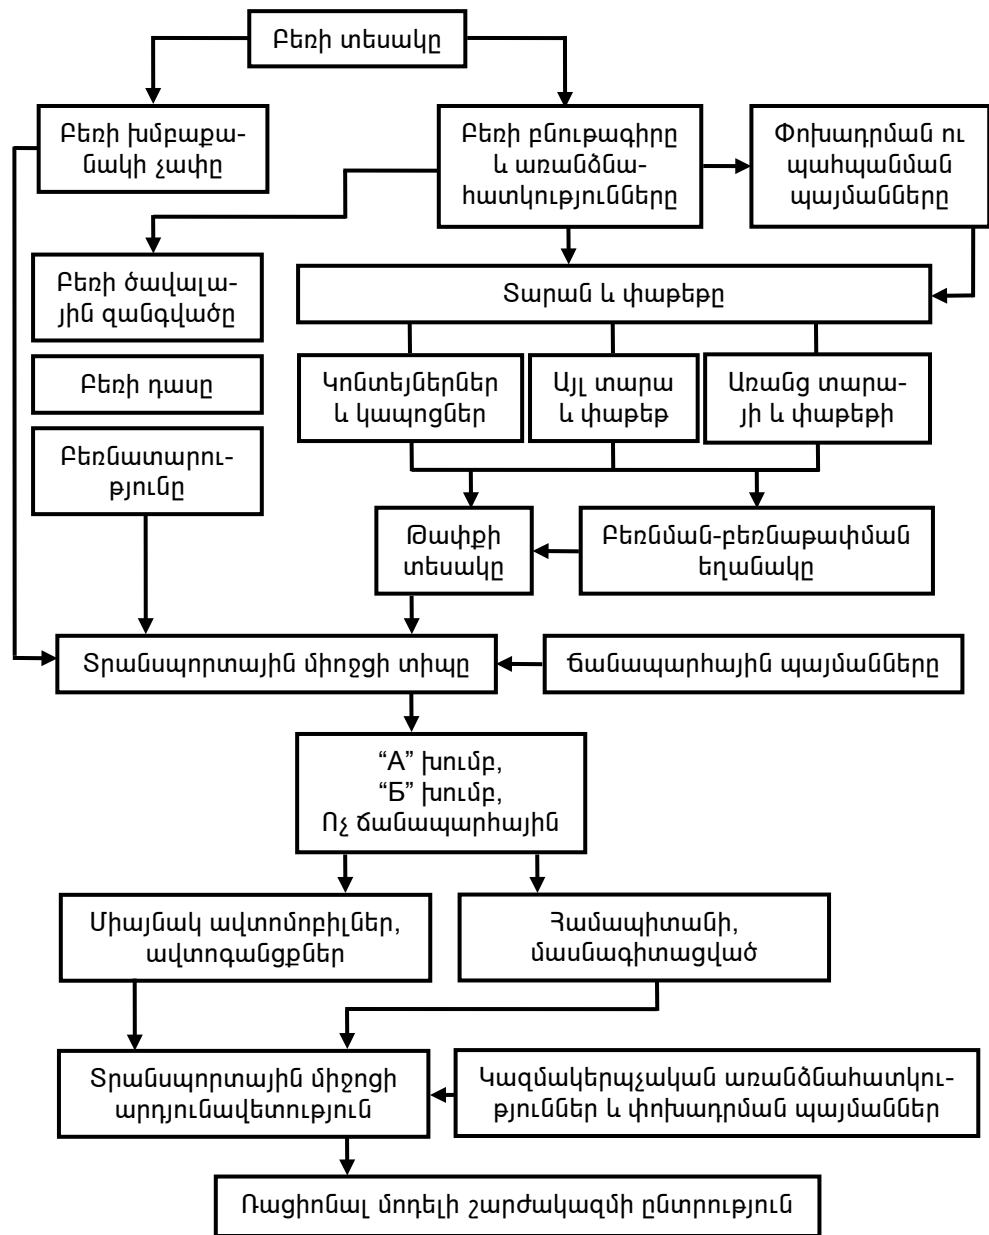 Բեռի տեսակը
Բեռի խմբաքա-
նակի չափը
Բեռի բնութագիրը
և առանձնա-
հատկությունները
Փոխադրման ու
պահպանման
պայմանները
Բեռի ծավալա-
յին զանգվածը
Տարան և փաթեթը
Բեռի դասը
Կոնտեյներներ
և կապոցներ
Այլ տարա
և փաթեթ
Առանց տարա-
յի և փաթեթի
Բեռնատարու-
թյունը
Թափքի
տեսակը
Բեռնման-բեռնաթափման
եղանակը
Տրանսպորտային միոջցի տիպը
Ճանապարհային պայմանները
“А” խումբ,
“Б” խումբ,
Ոչ ճանապարհային
Միայնակ ավտոմոբիլներ,
ավտոգանցքներ
Համապիտանի,
մասնագիտացված
Տրանսպորտային միջոցի
արդյունավետություն
Կազմակերպչական առանձնահատկու-
թյուններ և փոխադրման պայմաններ
Ռացիոնալ մոդելի շարժակազմի ընտրություն